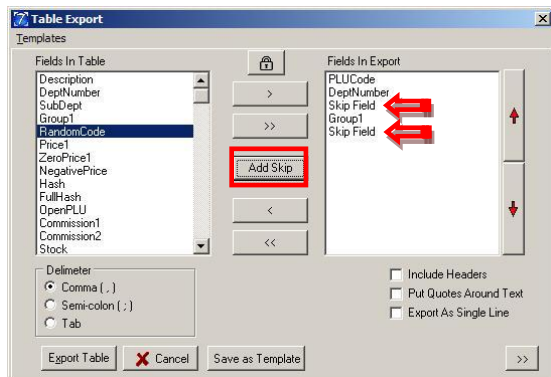 Table Export
Templates
Fields In Table
Description
DeptNumber
SubDept
Group1
RandomCode
Price1
ZeroPrice1
NegativePrice
Hash
FullHash
OpenPLU
Commission1
Commission2
Stock
>
>>
Add Skip
<
<<
Fields In Export
PLUCode
DeptNumber
Skip Field
Group1
Skip Field
Delimeter
Comma ( , )
Semi-colon ( ; )
Tab
Include Headers
Put Quotes Around Text
Export As Single Line
Export Table
Cancel
Save as Template
>>